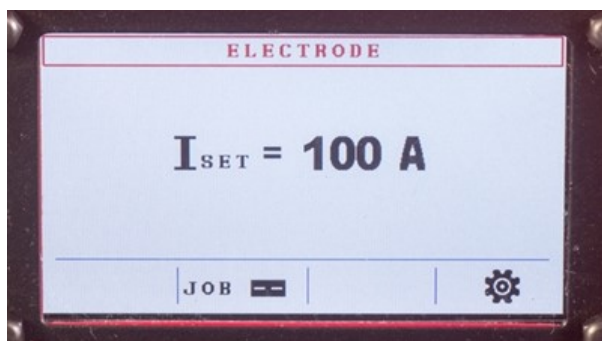 ELECTRODE
ISET = 100 A
JOB --